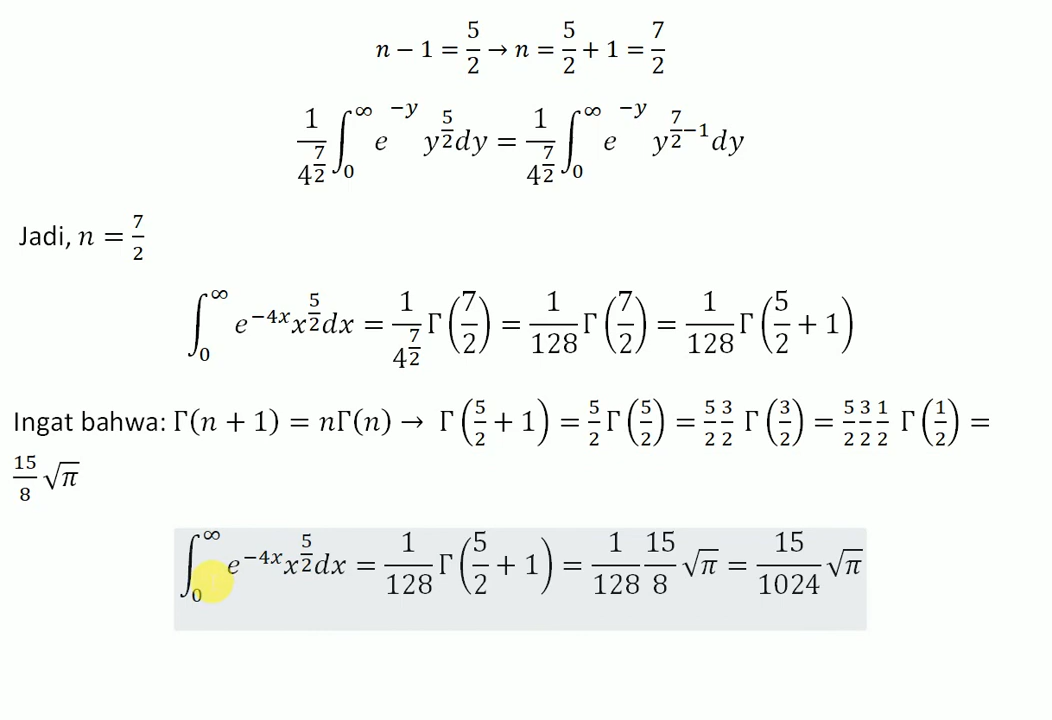 n − 1 = 5/2 → n = 5/2 + 1 = 7/2
1/4^(7/2) ∫₀^∞ e^(−y) y^(5/2) dy = 1/4^(7/2) ∫₀^∞ e^(−y) y^(7/2−1) dy
Jadi, n = 7/2
∫₀^∞ e^(−4x) x^(5/2) dx = 1/4^(7/2) Γ(7/2) = 1/128 Γ(7/2) = 1/128 Γ(5/2 + 1)
Ingat bahwa: Γ(n + 1) = nΓ(n) → Γ(5/2 + 1) = 5/2 Γ(5/2) = 5/2 3/2 Γ(3/2) = 5/2 3/2 1/2 Γ(1/2) =
15/8 √π
∫₀^∞ e^(−4x) x^(5/2) dx = 1/128 Γ(5/2 + 1) = 1/128 15/8 √π = 15/1024 √π